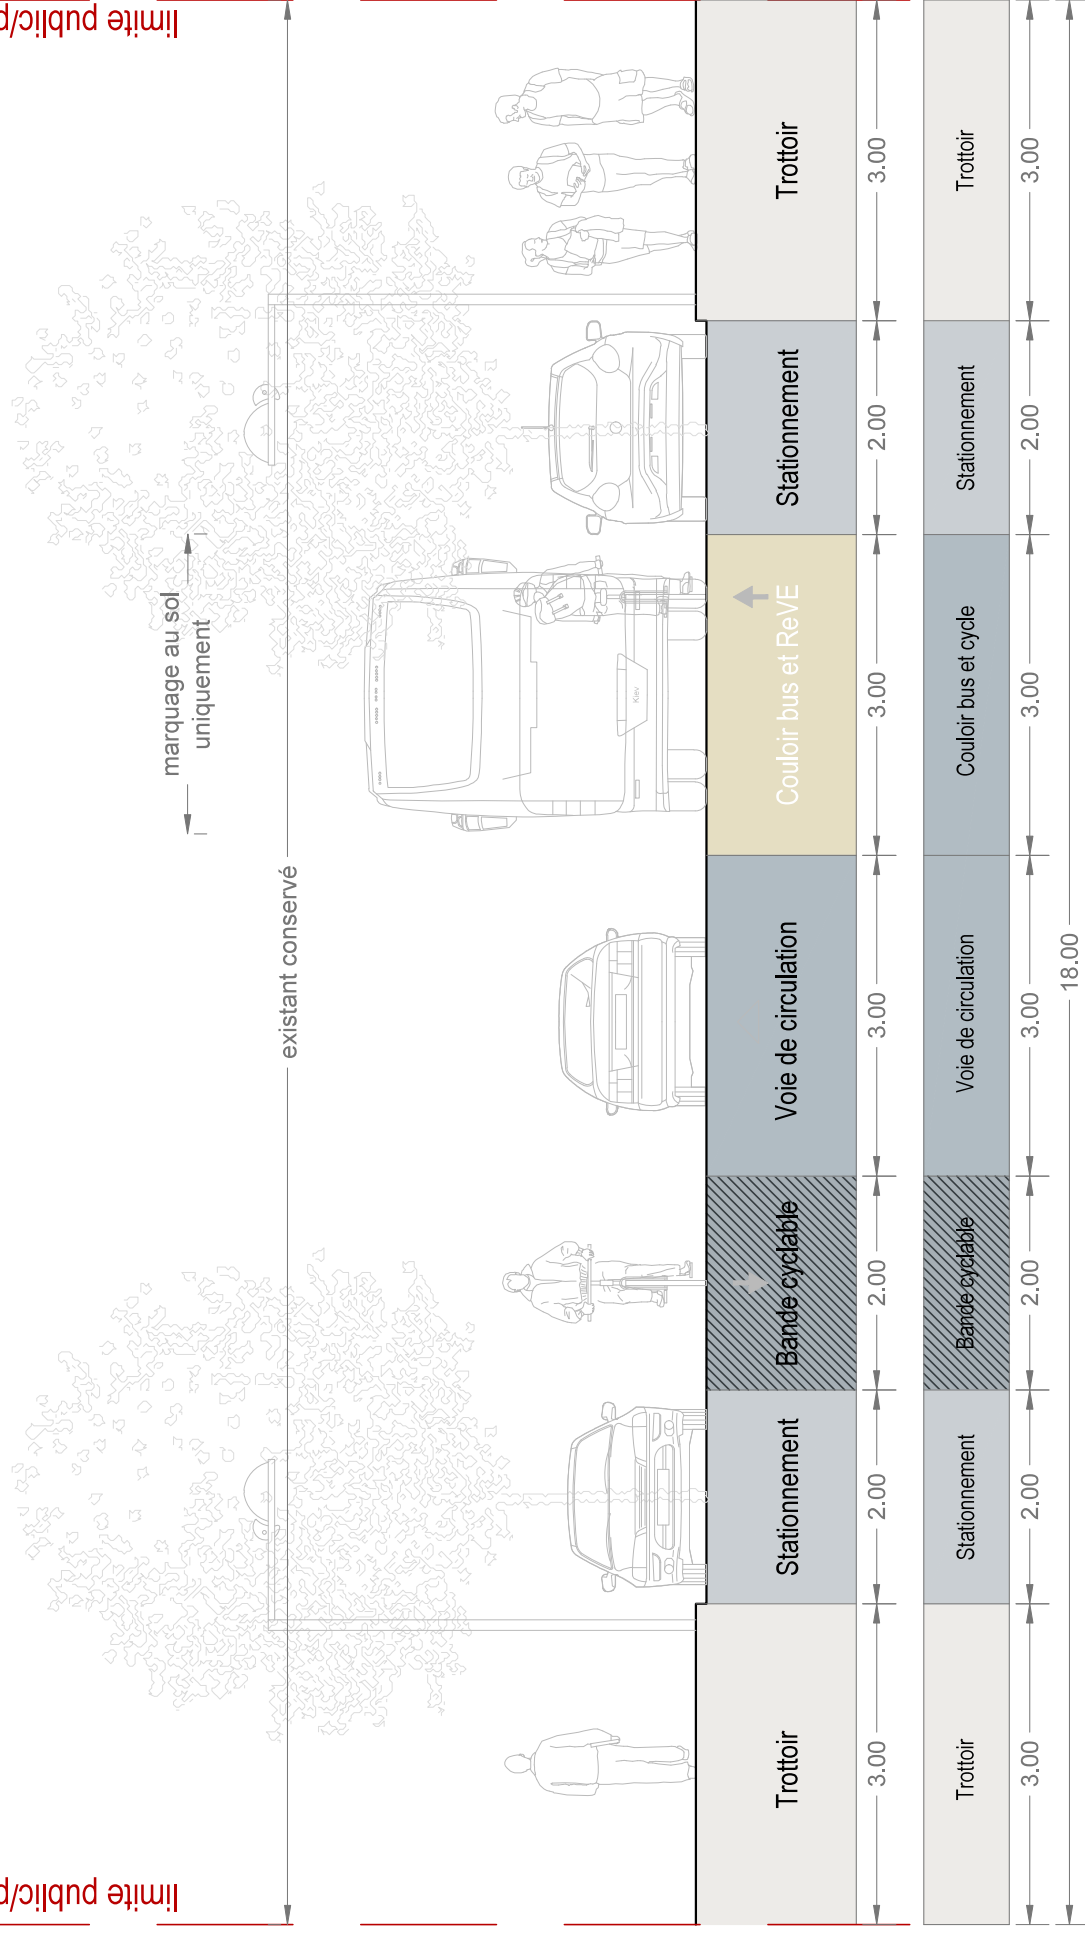 limite public/p
limite public/p
marquage au sol
uniquement
existant conservé
Kiev
Trottoir
Stationnement
Bande cyclable
Voie de circulation
Couloir bus et ReVE
Stationnement
Trottoir
3.00
2.00
2.00
3.00
3.00
2.00
3.00
Trottoir
Stationnement
Bande cyclable
Voie de circulation
Couloir bus et cycle
Stationnement
Trottoir
3.00
2.00
2.00
3.00
3.00
2.00
3.00
18.00